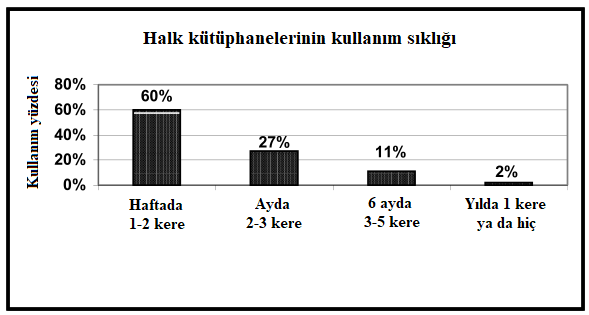 Halk kütüphanelerinin kullanım sıklığı
Kullanım yüzdesi
80%
60%
40%
20%
0%
60%
27%
11%
2%
Haftada
1-2 kere
Ayda
2-3 kere
6 ayda
3-5 kere
Yılda 1 kere
ya da hiç